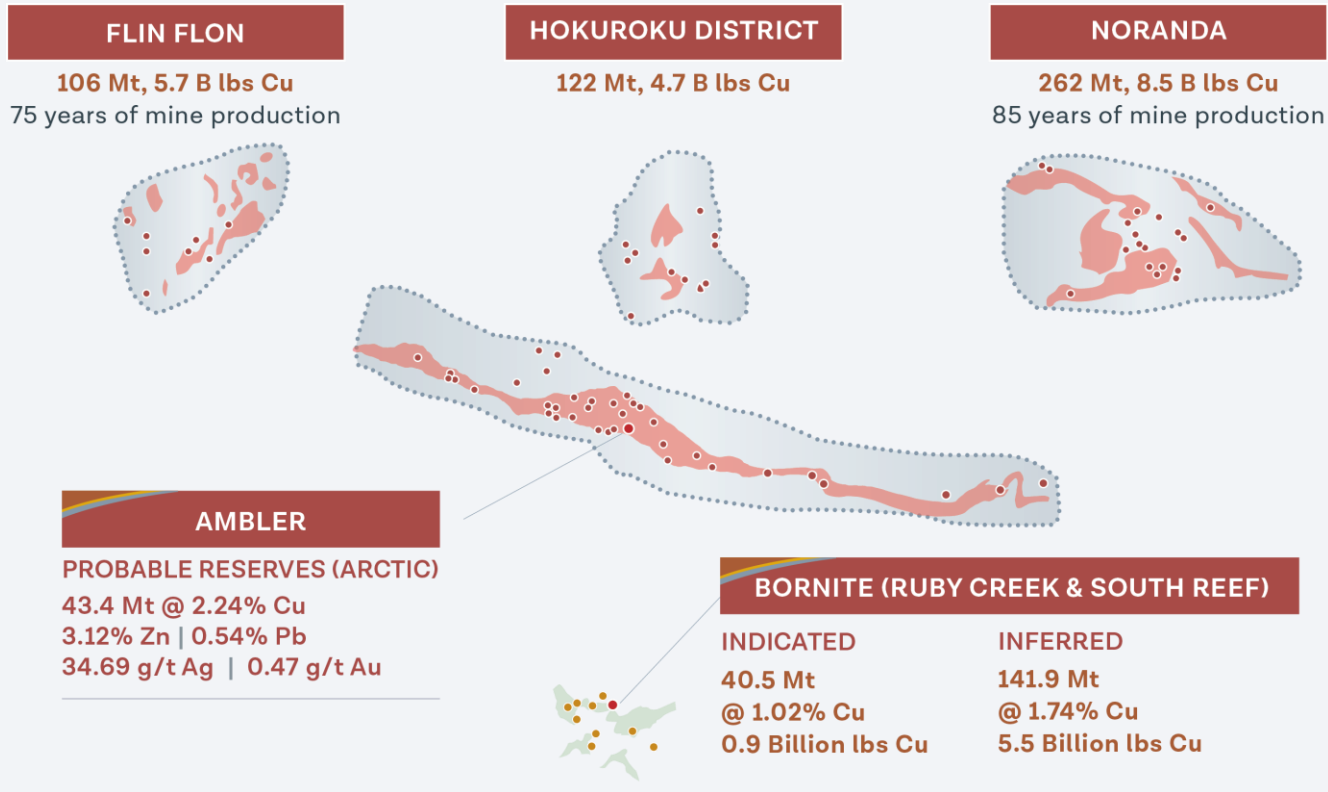 FLIN FLON
106 Mt, 5.7 B lbs Cu
75 years of mine production
HOKUROKU DISTRICT
122 Mt, 4.7 B lbs Cu
NORANDA
262 Mt, 8.5 B lbs Cu
85 years of mine production
AMBLER
PROBABLE RESERVES (ARCTIC)
43.4 Mt @ 2.24% Cu
3.12% Zn | 0.54% Pb
34.69 g/t Ag | 0.47 g/t Au
BORNITE (RUBY CREEK & SOUTH REEF)
INDICATED
40.5 Mt
@ 1.02% Cu
0.9 Billion lbs Cu
INFERRED
141.9 Mt
@ 1.74% Cu
5.5 Billion lbs Cu